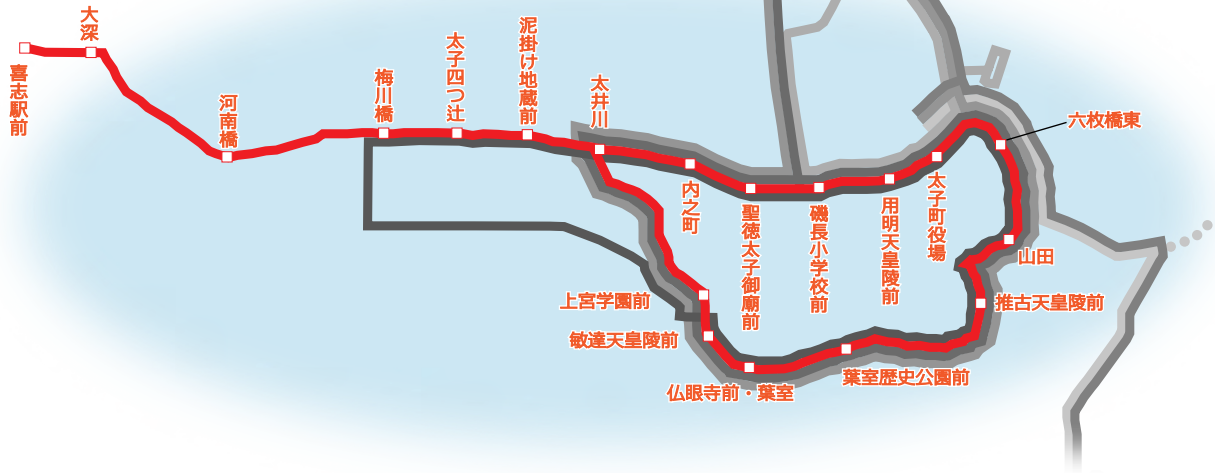 喜志駅前
大深
河南橋
梅川橋
太子四つ辻
泥掛け地蔵前
太井川
内之町
聖徳太子御廟前
磯長小学校前
用明天皇陵前
太子町役場
六枚橋東
山田
推古天皇陵前
葉室歴史公園前
仏眼寺前・葉室
敏達天皇陵前
上宮学園前